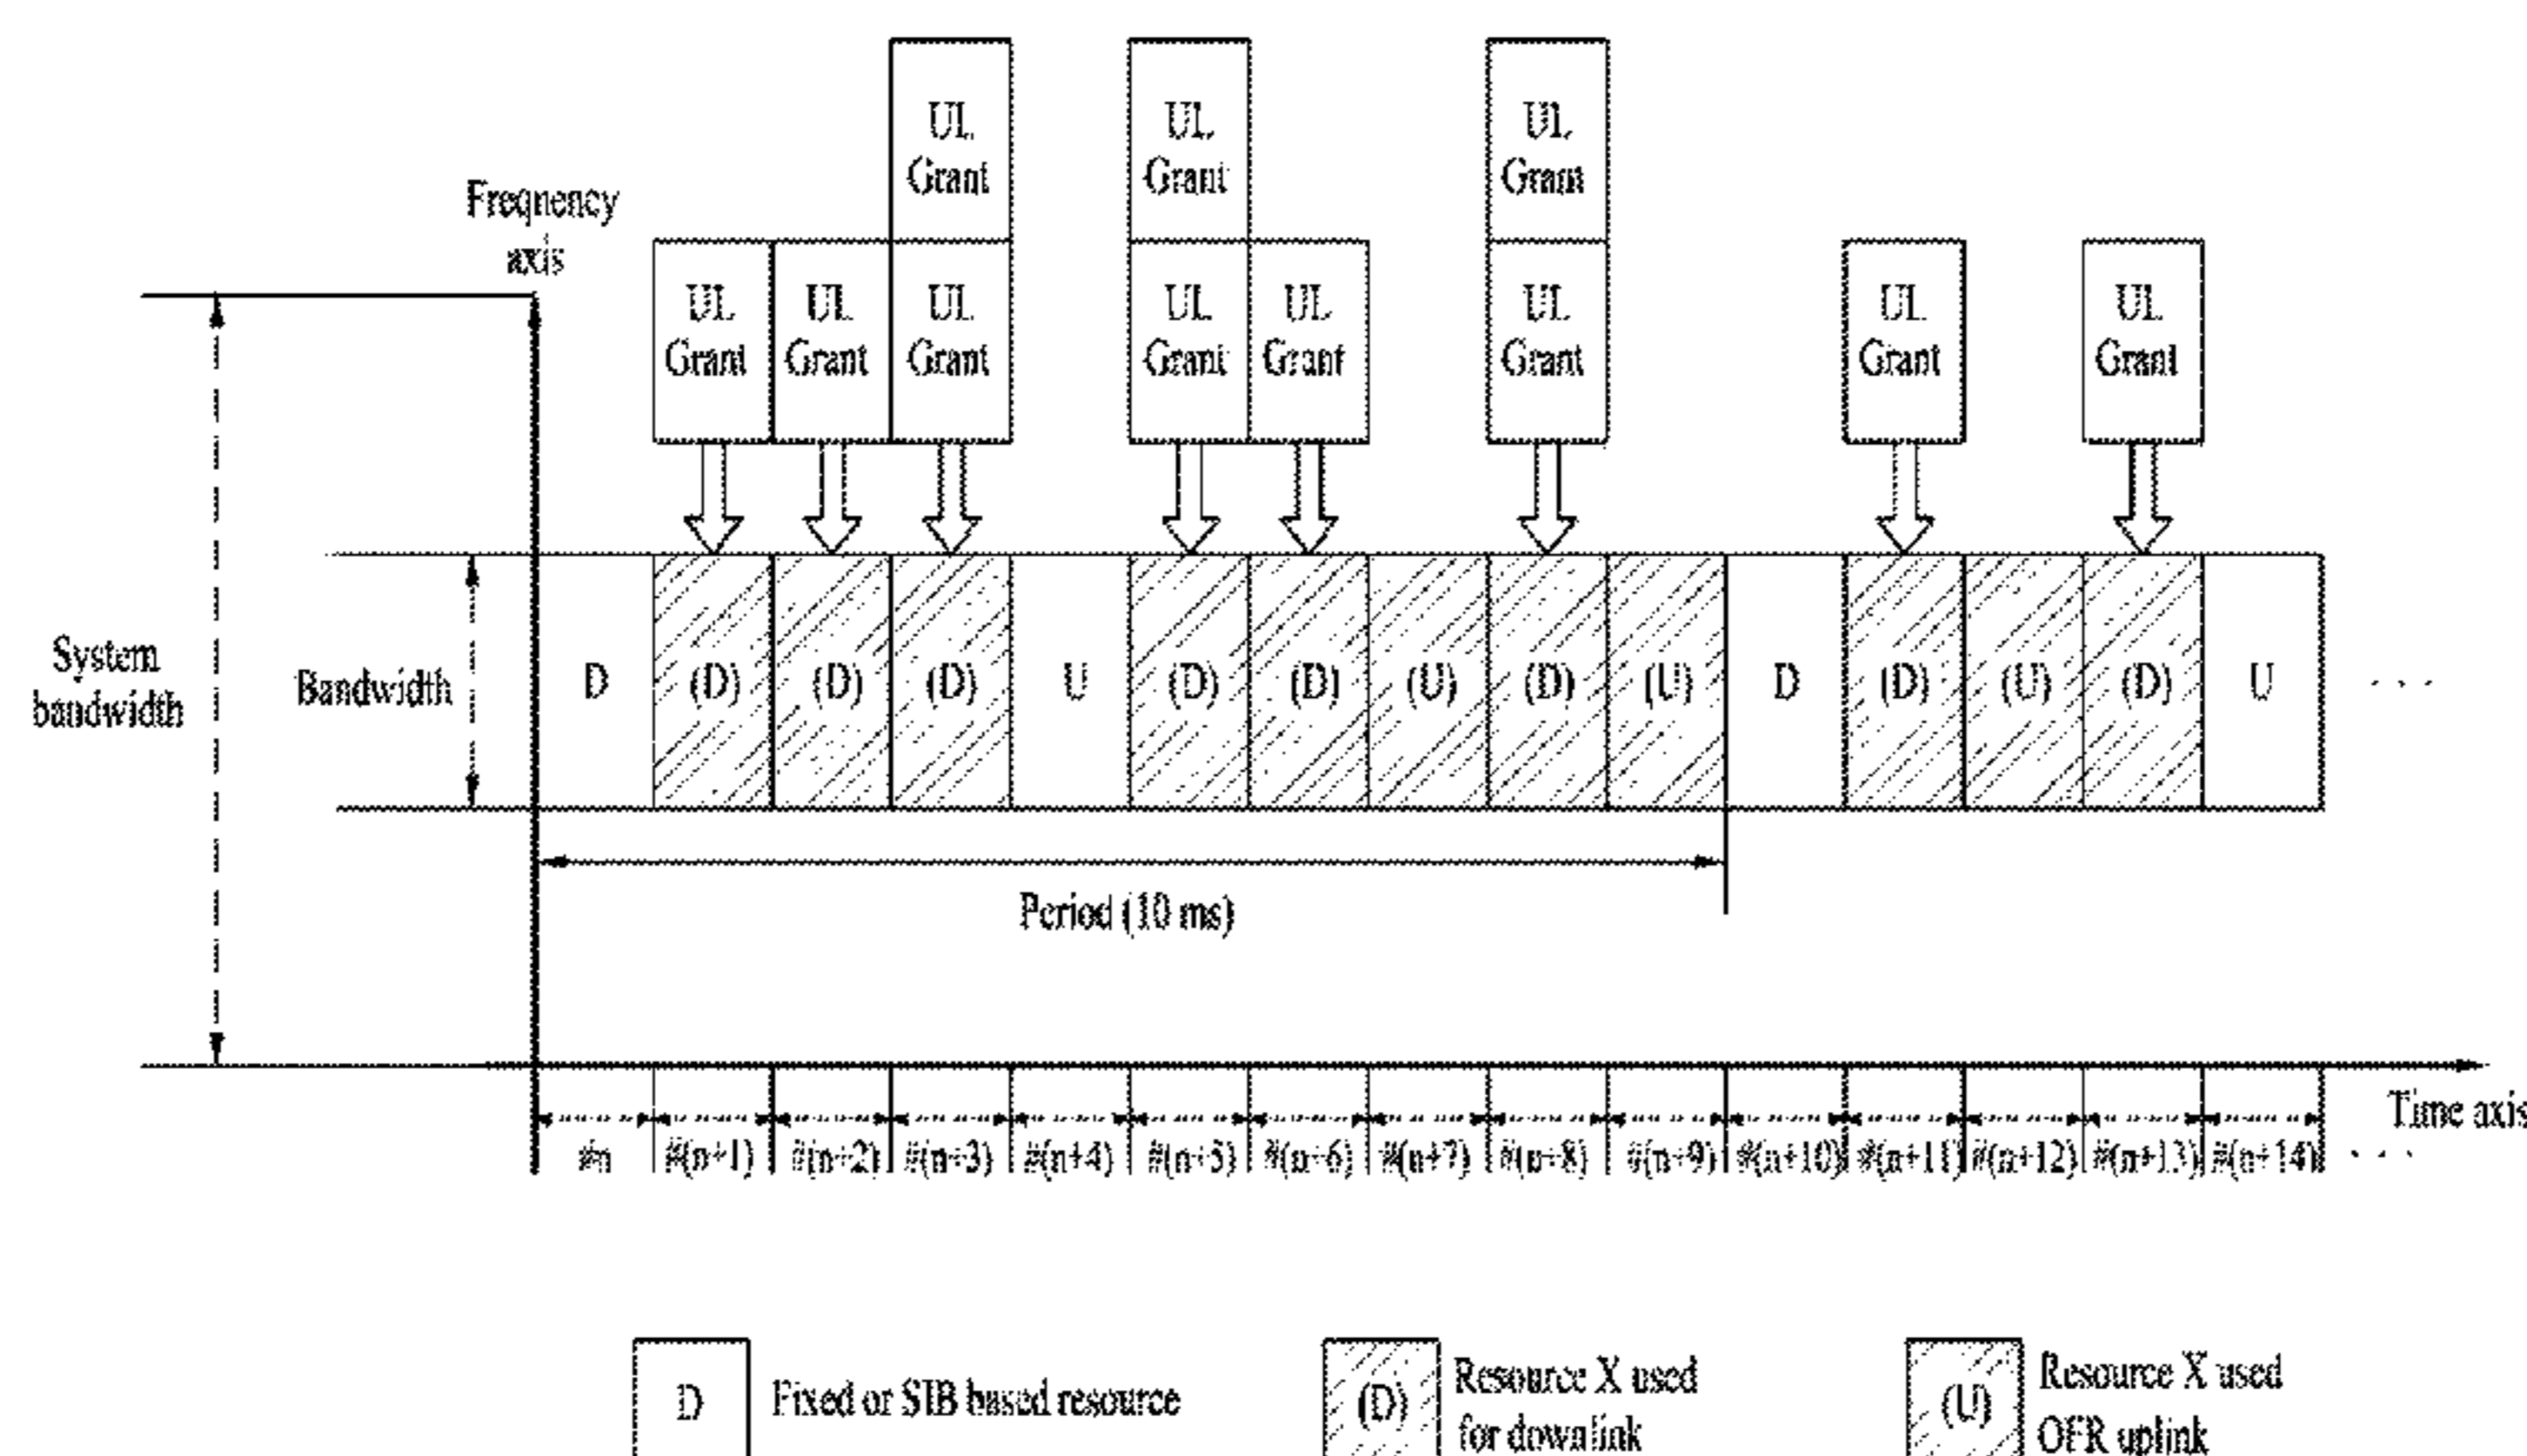 UL
Grant
UL
Grant
UL
Grant
Frequency
axis
UL
Grant
UL
Grant
UL
Grant
UL
Grant
UL
Grant
UL
Grant
UL
Grant
UL
Grant
System
bandwidth
Bandwidth
D
(D)
(D)
(D)
U
(D)
(D)
(U)
(D)
(U)
D
(D)
(U)
(D)
U
. . .
Period (10 ms)
Time axis
#n
#(n+1)
#(n+2)
#(n+3)
#(n+4)
#(n+5)
#(n+6)
#(n+7)
#(n+8)
#(n+9)
#(n+10)
#(n+11)
#(n+12)
#(n+13)
#(n+14)
. . .
D
Fixed or SIB based resource
(D)
Resource X used
for downlink
(U)
Resource X used
OFR uplink